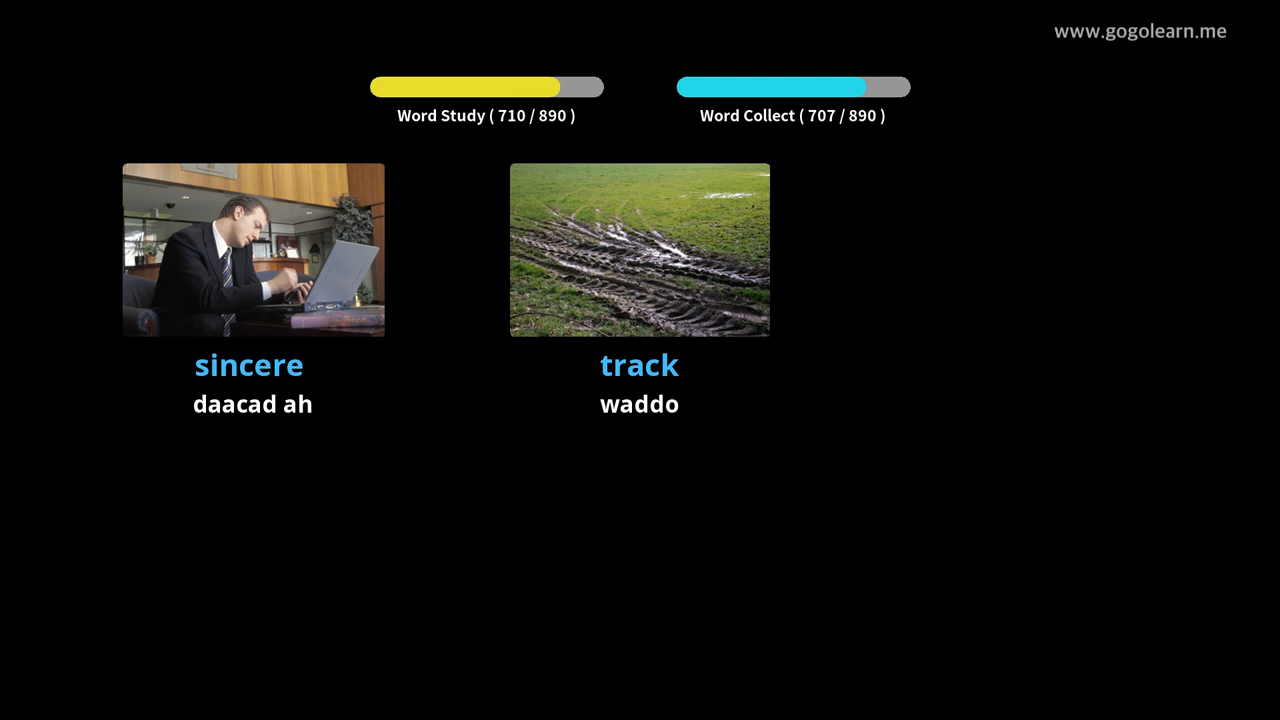 www.gogolearn.me
Word Study ( 710 / 890 )
Word Collect ( 707 / 890 )
sincere
daacad ah
track
waddo